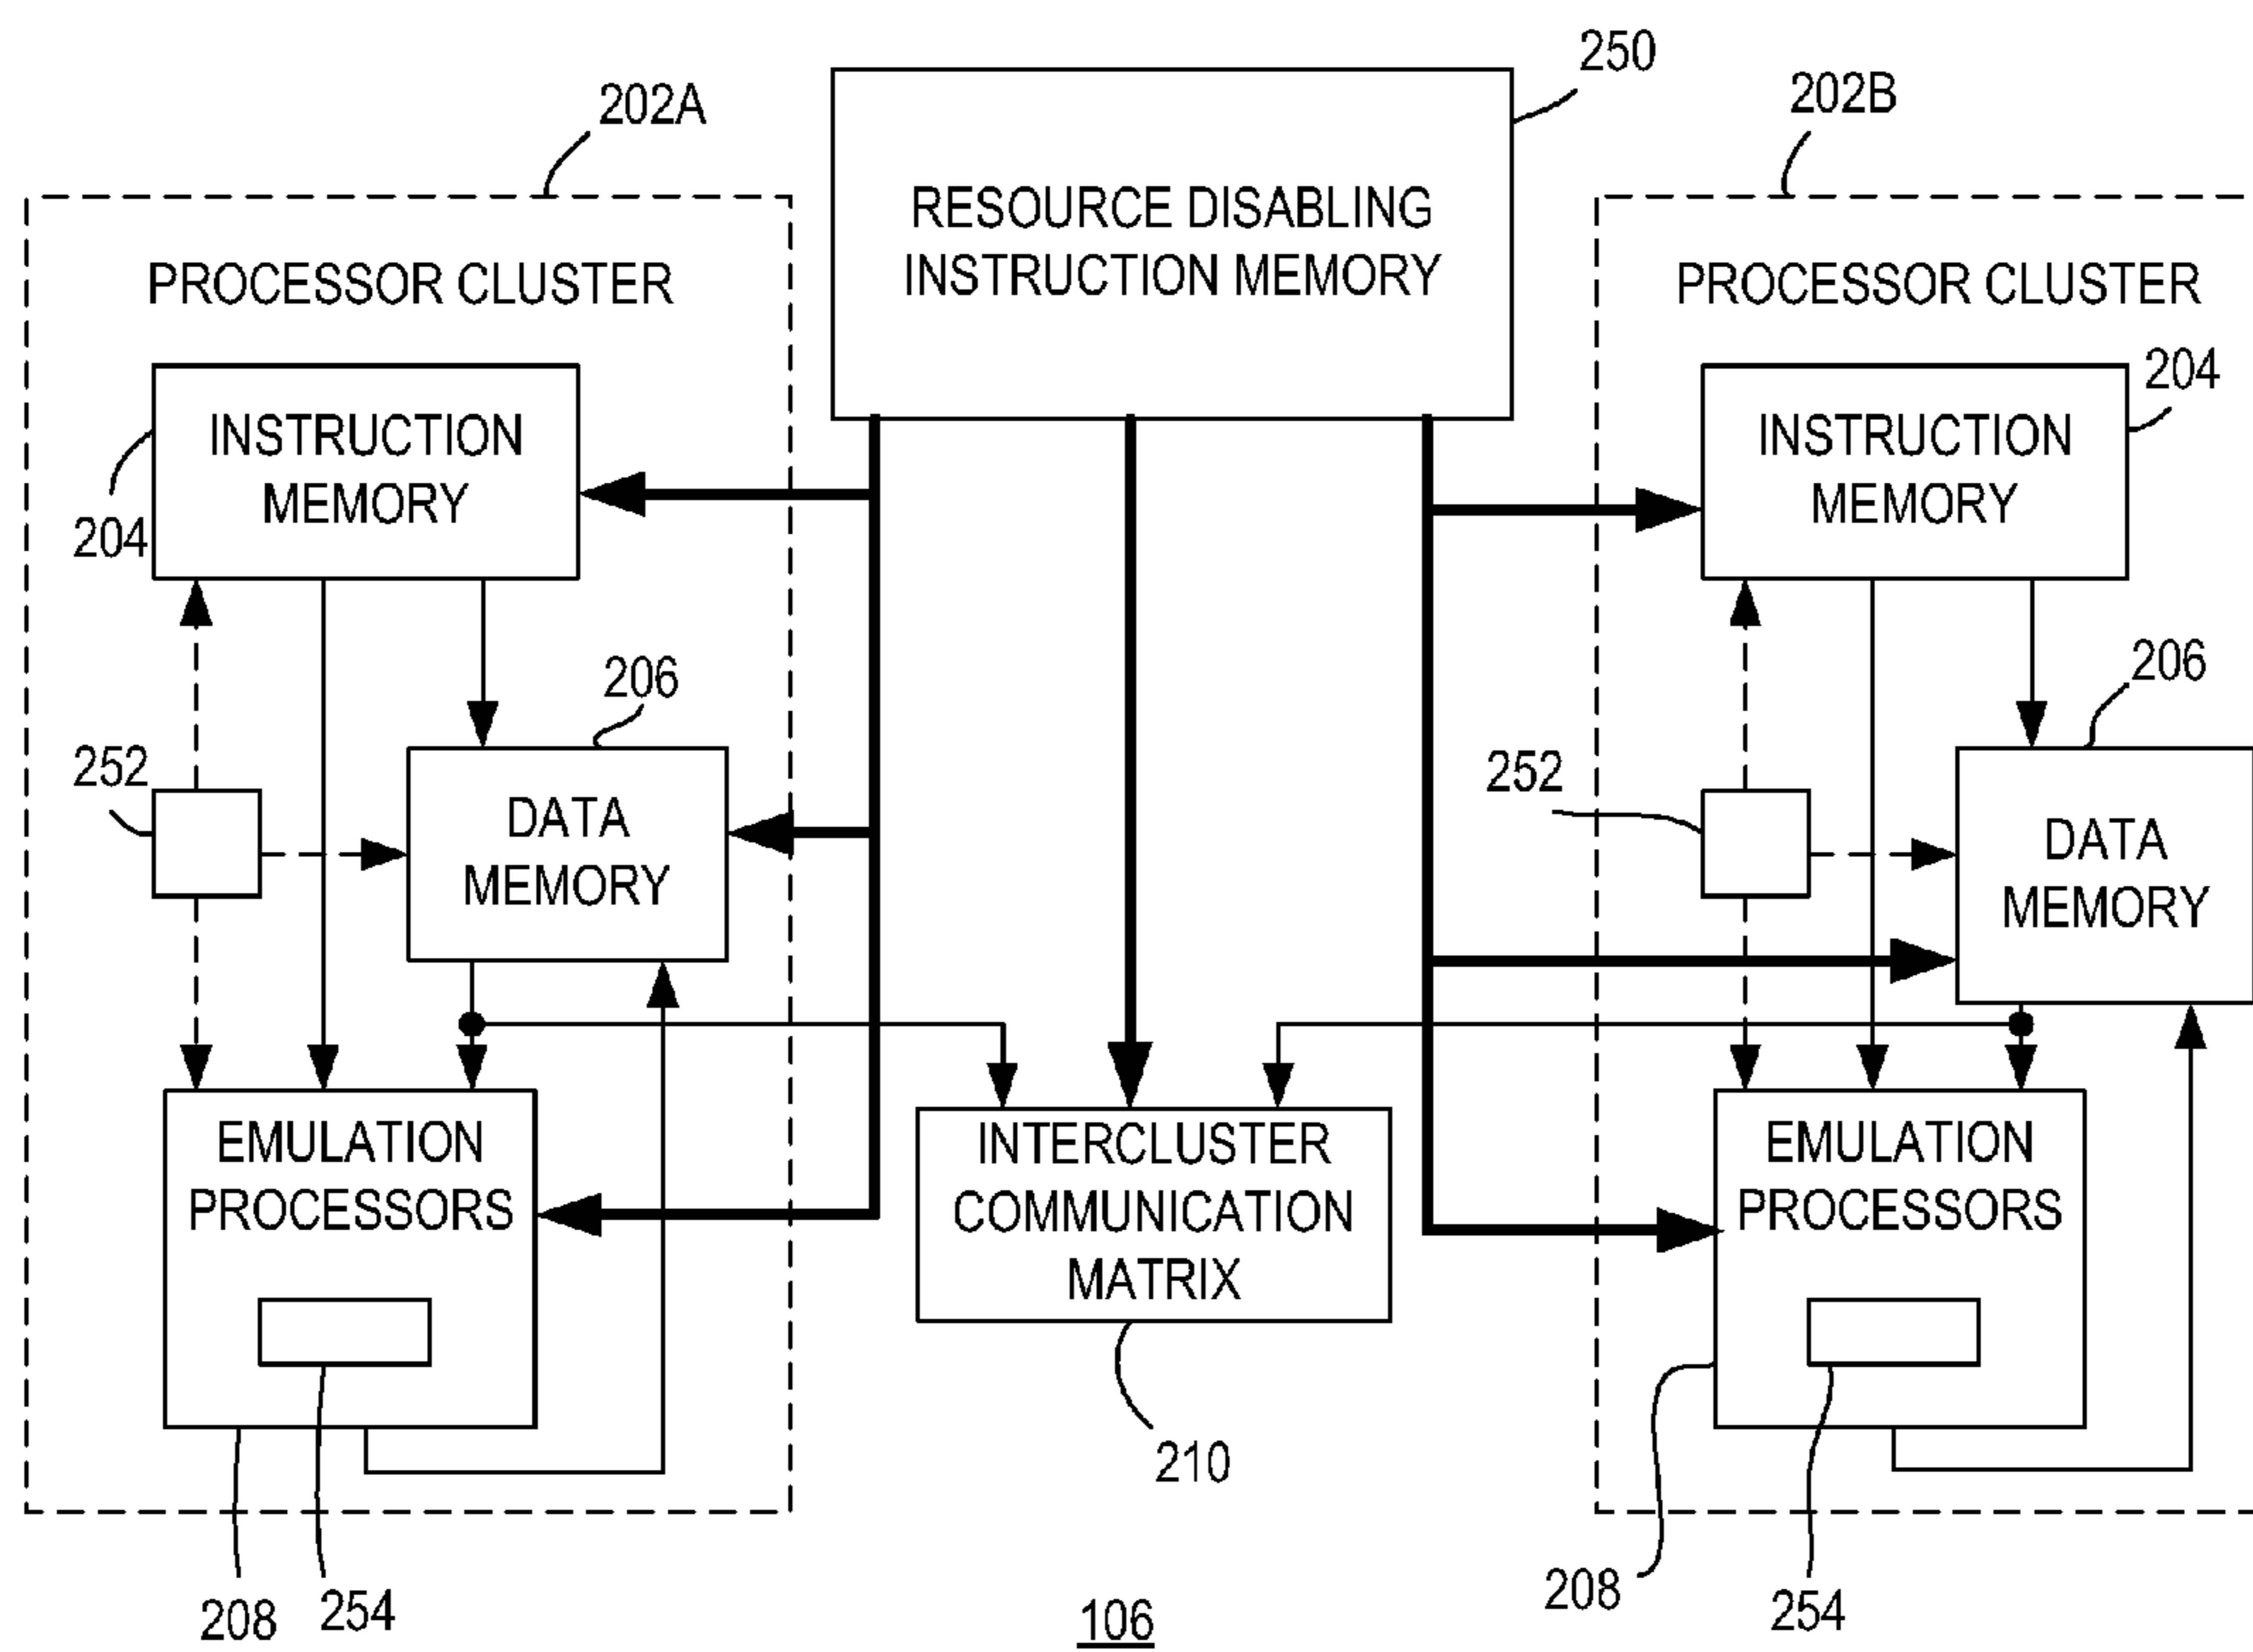 250
202A
202B
RESOURCE DISABLING
INSTRUCTION MEMORY
PROCESSOR CLUSTER
PROCESSOR CLUSTER
204
INSTRUCTION
MEMORY
INSTRUCTION
MEMORY
204
206
206
252
252
DATA
MEMORY
DATA
MEMORY
EMULATION
PROCESSORS
INTERCLUSTER
COMMUNICATION
MATRIX
EMULATION
PROCESSORS
210
208
254
106
208
254